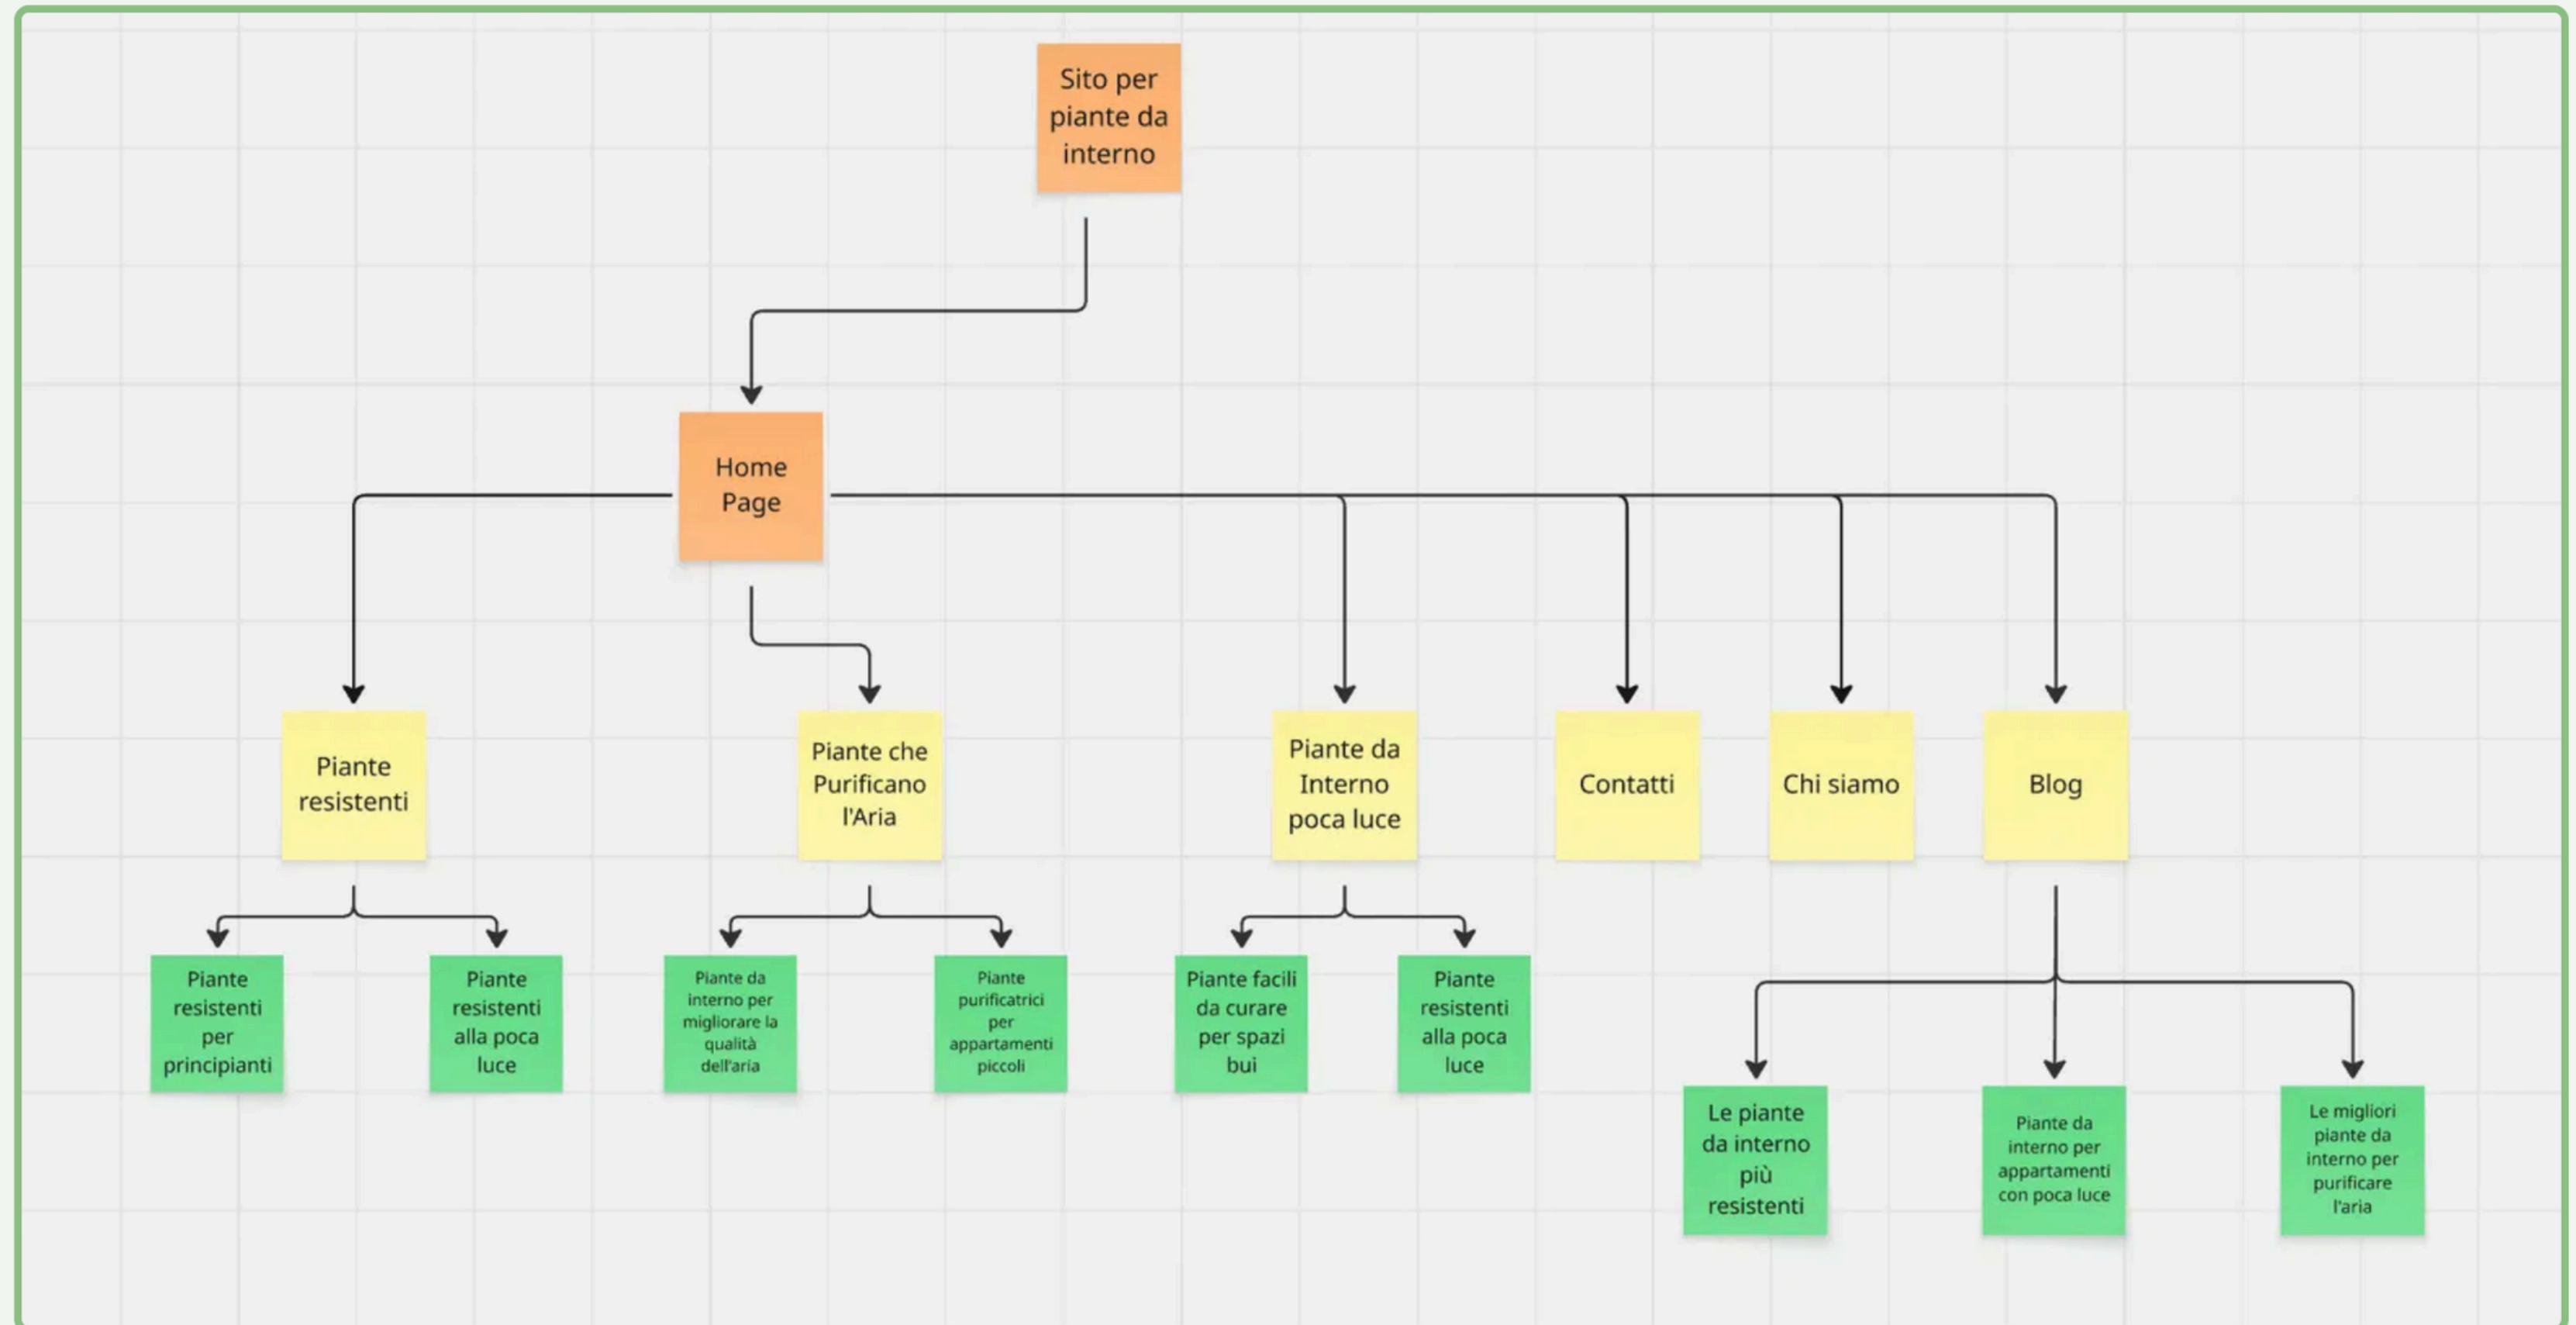 Sito per
piante da
interno
Home
Page
Piante
resistenti
Piante che
Purificano
l'Aria
Piante da
Interno
poca luce
Contatti
Chi siamo
Blog
Piante
resistenti
per
principianti
Piante
resistenti
alla poca
luce
Piante da
interno per
migliorare la
qualità
dell'aria
Piante
purificatrici
per
appartamenti
piccoli
Piante facili
da curare
per spazi
bui
Piante
resistenti
alla poca
luce
Le piante
da interno
più
resistenti
Piante da
interno per
appartamenti
con poca luce
Le migliori
piante da
interno per
purificare
l'aria